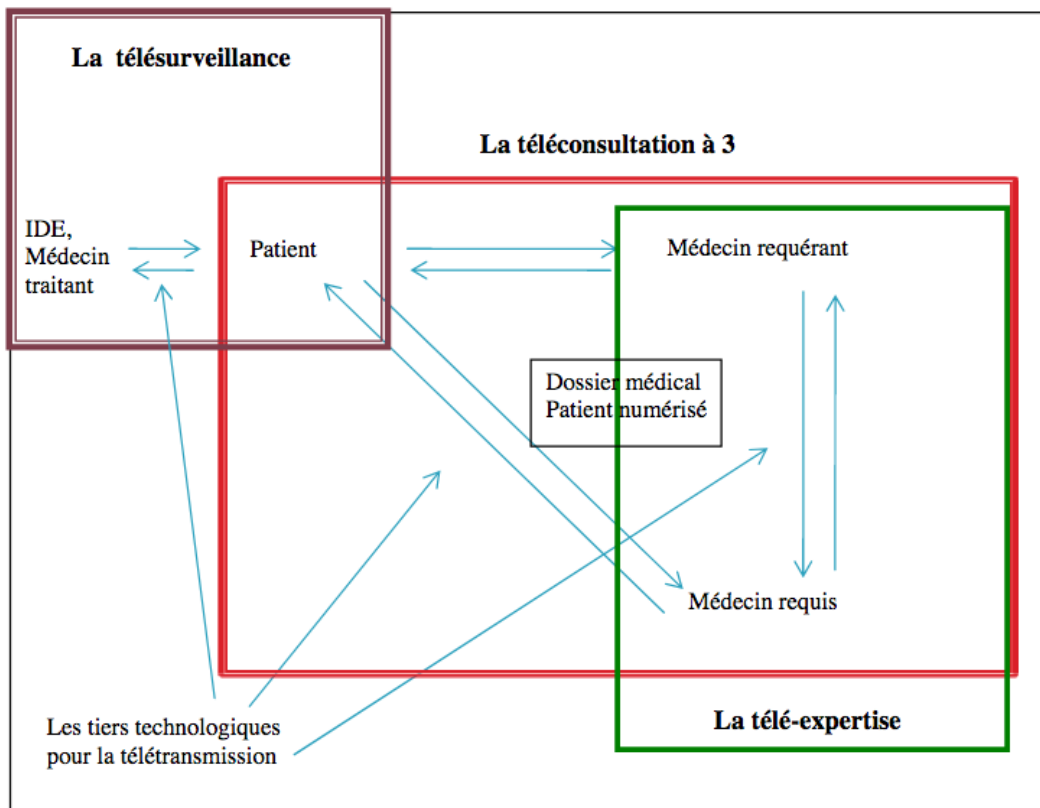 La télésurveillance
La téléconsultation à 3
IDE,
Médecin
traitant
Patient
Médecin requérant
Dossier médical
Patient numérisé
Médecin requis
Les tiers technologiques
pour la télétransmission
La télé-expertise